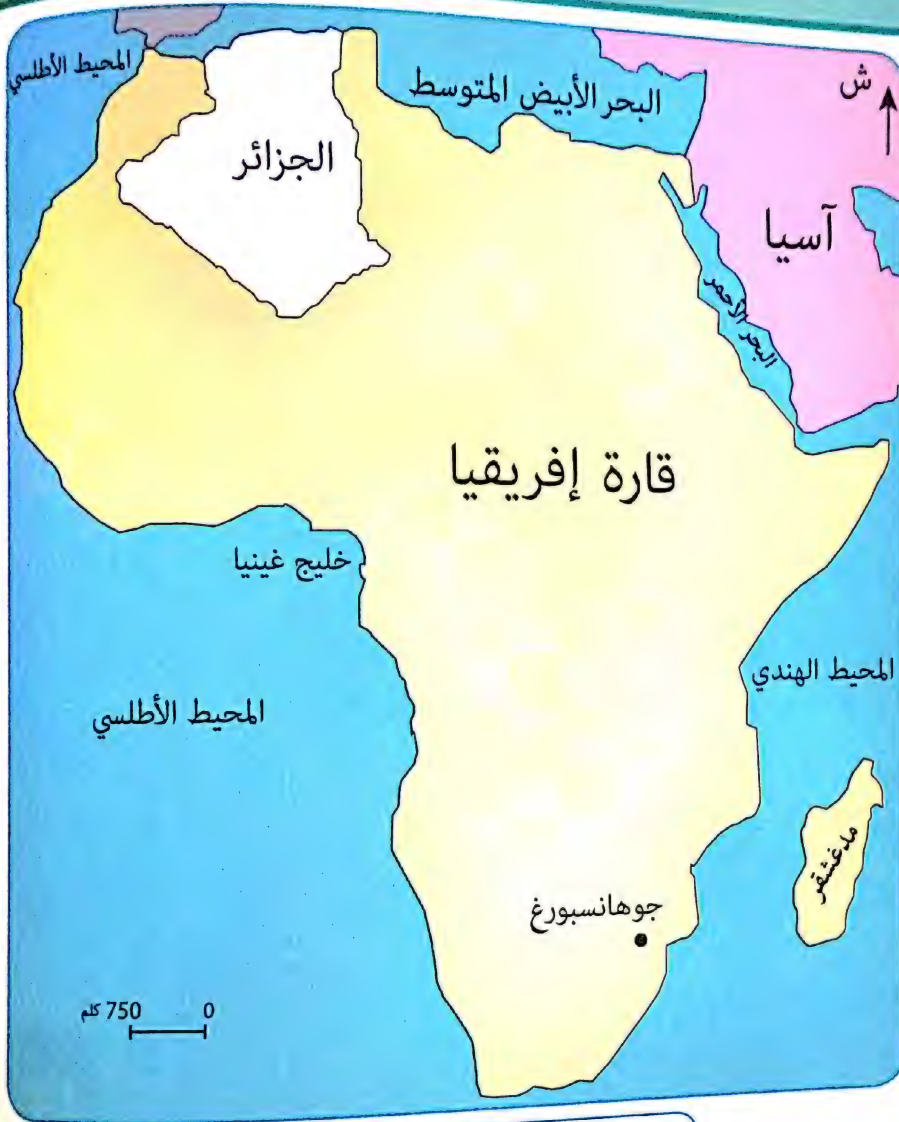 المحيط الأطلسي
البحر الأبيض المتوسط
ش
الجزائر
آسيا
البحر الأحمر
قارة إفريقيا
خليج غينيا
المحيط الهندي
المحيط الأطلسي
مدغشقر
جوهانسبورغ
0 750 كلم